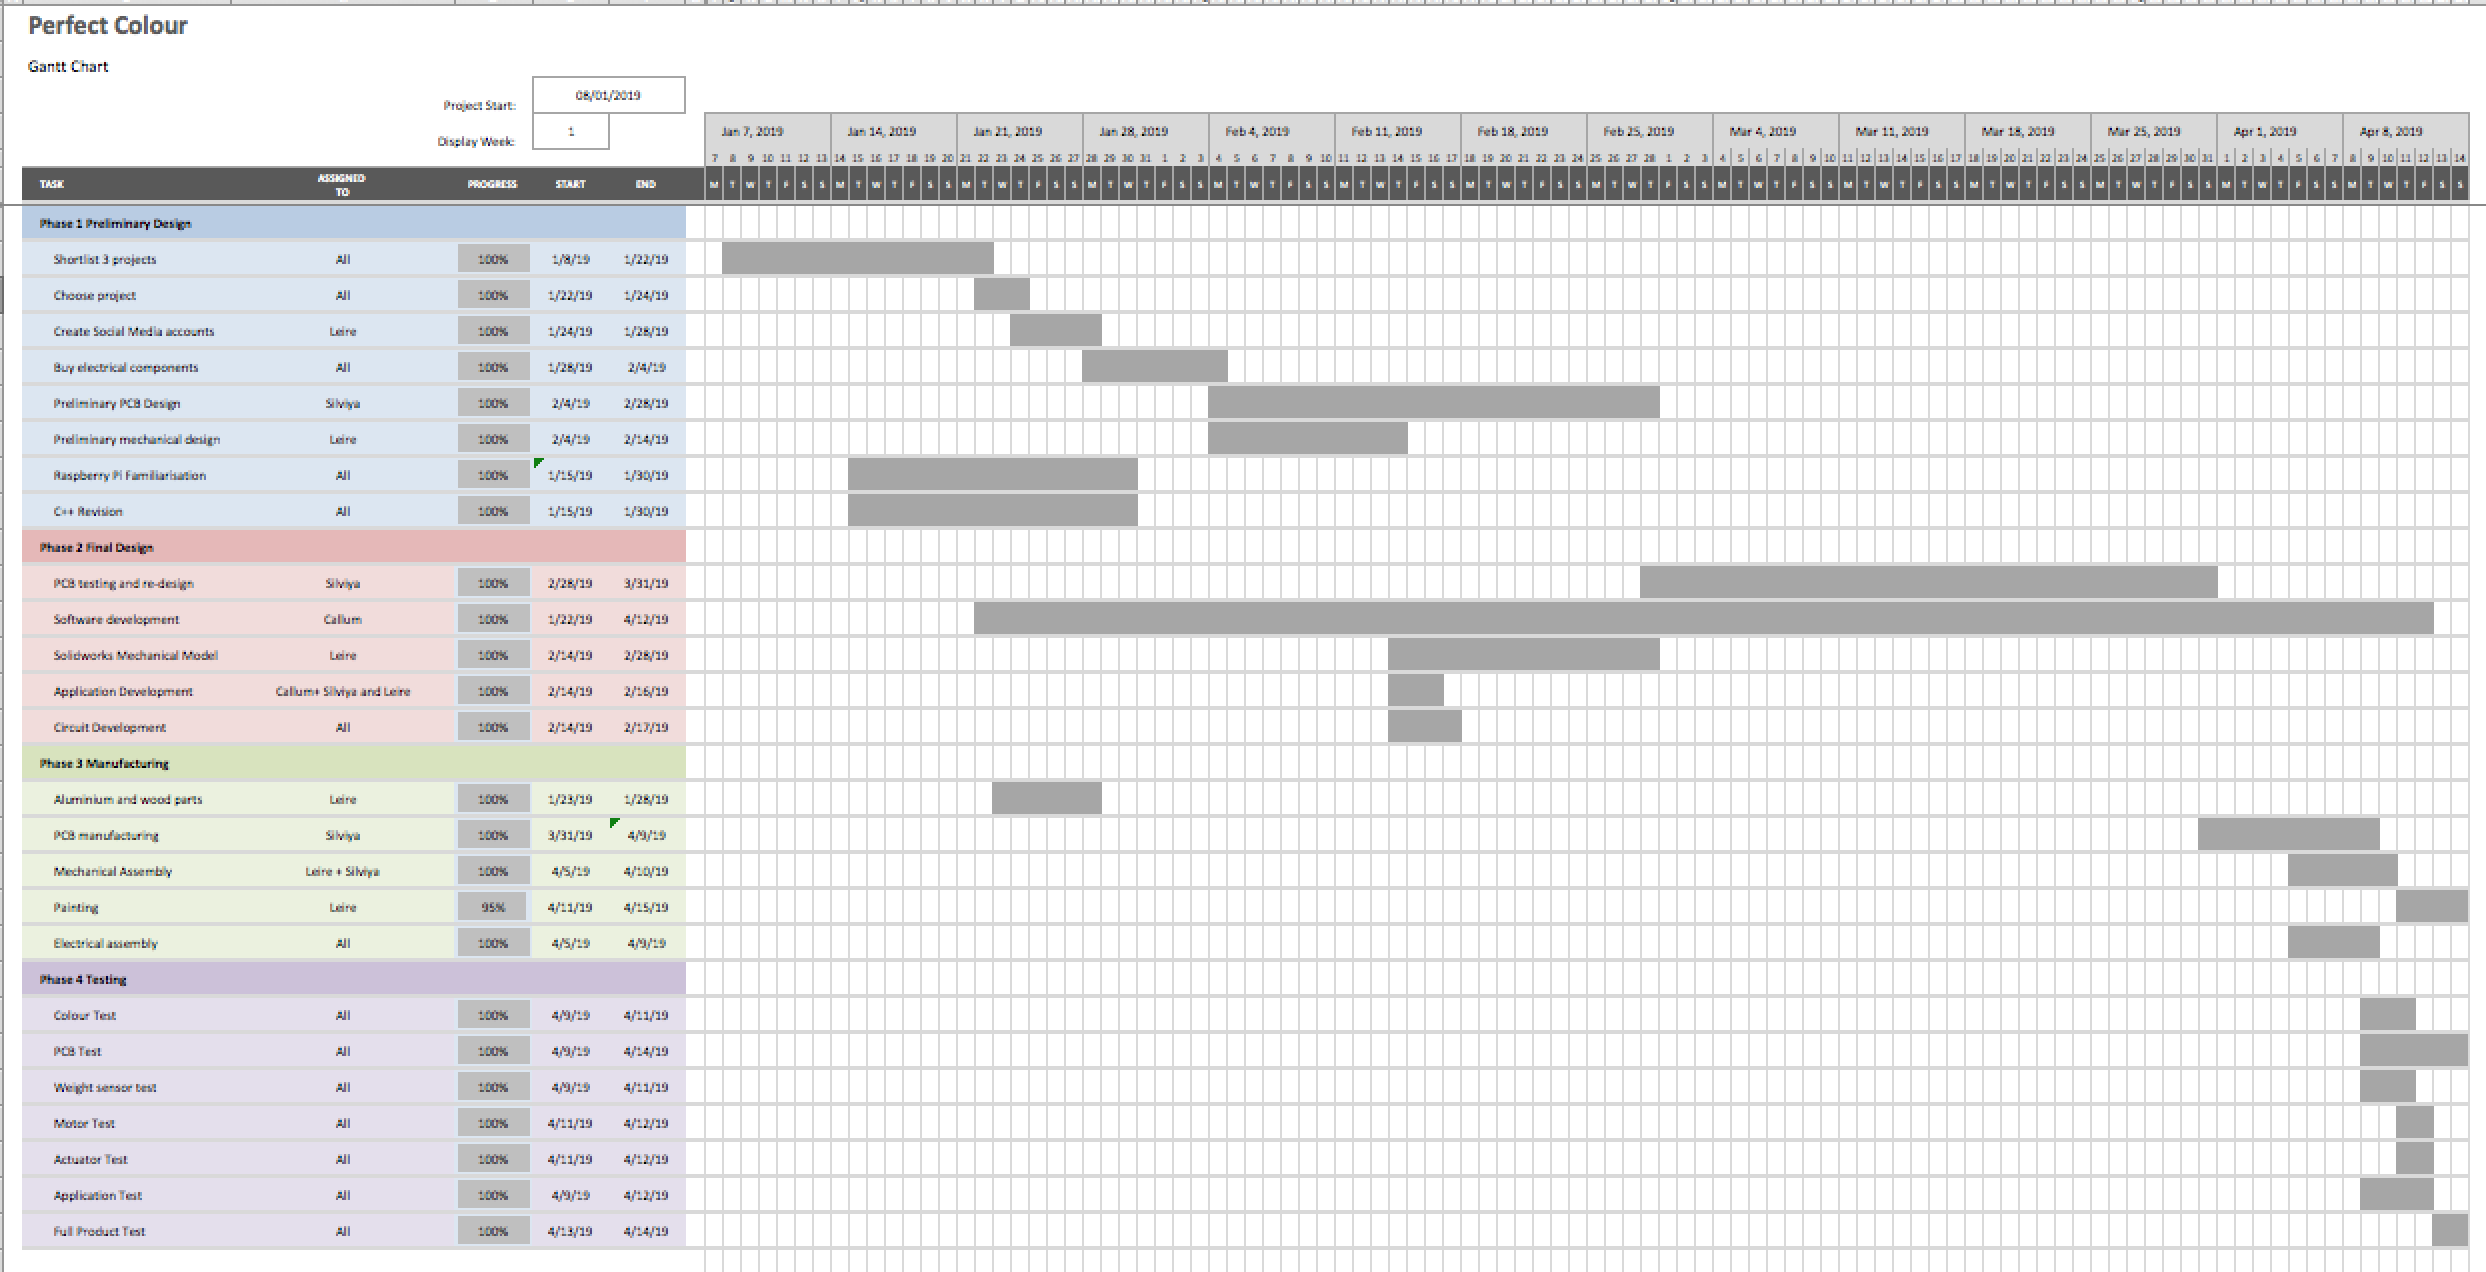 Perfect Colour
Gantt Chart
Project Start: 08/01/2019
Display Week: 1
Jan 7, 2019 Jan 14, 2019 Jan 21, 2019 Jan 28, 2019 Feb 4, 2019 Feb 11, 2019 Feb 18, 2019 Feb 25, 2019 Mar 4, 2019 Mar 11, 2019 Mar 18, 2019 Mar 25, 2019 Apr 1, 2019 Apr 8, 2019
7 8 9 10 11 12 13 14 15 16 17 18 19 20 21 22 23 24 25 26 27 28 29 30 31 1 2 3 4 5 6 7 8 9 10 11 12 13 14 15 16 17 18 19 20 21 22 23 24 25 26 27 28 1 2 3 4 5 6 7 8 9 10 11 12 13 14 15 16 17 18 19 20 21 22 23 24 25 26 27 28 29 30 31 1 2 3 4 5 6 7 8 9 10 11 12 13 14
TASK ASSIGNED TO PROGRESS START END M T W T F S S M T W T F S S M T W T F S S M T W T F S S M T W T F S S M T W T F S S M T W T F S S M T W T F S S M T W T F S S M T W T F S S M T W T F S S M T W T F S S M T W T F S S M T W T F S S
Phase 1 Preliminary Design
Shortlist 3 projects All 100% 1/8/19 1/22/19
Choose project All 100% 1/22/19 1/24/19
Create Social Media accounts Leire 100% 1/24/19 1/28/19
Buy electrical components All 100% 1/28/19 2/4/19
Preliminary PCB Design Silviya 100% 2/4/19 2/28/19
Preliminary mechanical design Leire 100% 2/4/19 2/14/19
Raspberry Pi Familiarisation All 100% 1/15/19 1/30/19
C++ Revision All 100% 1/15/19 1/30/19
Phase 2 Final Design
PCB testing and re-design Silviya 100% 2/28/19 3/31/19
Software development Callum 100% 1/22/19 4/12/19
Solidworks Mechanical Model Leire 100% 2/14/19 2/28/19
Application Development Callum+ Silviya and Leire 100% 2/14/19 2/16/19
Circuit Development All 100% 2/14/19 2/17/19
Phase 3 Manufacturing
Aluminium and wood parts Leire 100% 1/23/19 1/28/19
PCB manufacturing Silviya 100% 3/31/19 4/9/19
Mechanical Assembly Leire + Silviya 100% 4/5/19 4/10/19
Painting Leire 95% 4/11/19 4/15/19
Electrical assembly All 100% 4/5/19 4/9/19
Phase 4 Testing
Colour Test All 100% 4/9/19 4/11/19
PCB Test All 100% 4/9/19 4/14/19
Weight sensor test All 100% 4/9/19 4/11/19
Motor Test All 100% 4/11/19 4/12/19
Actuator Test All 100% 4/11/19 4/12/19
Application Test All 100% 4/9/19 4/12/19
Full Product Test All 100% 4/13/19 4/14/19